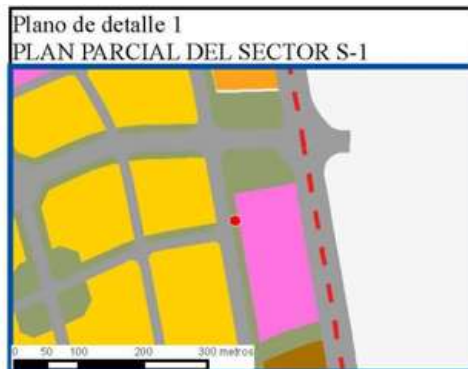 Plano de detalle 1
PLAN PARCIAL DEL SECTOR S-1
0 50 100 200 300 metros